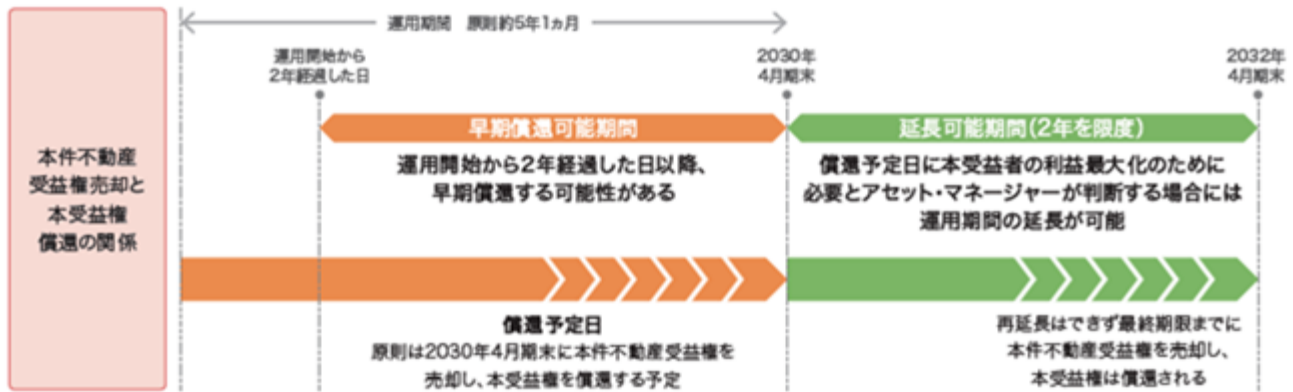 運用期間 原則約5年1ヵ月
運用開始から
2年経過した日
2030年
4月期末
2032年
4月期末
早期償還可能期間
延長可能期間(2年を限度)
本件不動産
受益権売却と
本受益権
償還の関係
運用開始から2年経過した日以降、
早期償還する可能性がある
償還予定日に本受益者の利益最大化のために
必要とアセット・マネージャーが判断する場合には
運用期間の延長が可能
償還予定日
原則は2030年4月期末に本件不動産受益権を
売却し、本受益権を償還する予定
再延長はできず最終期限までに
本件不動産受益権を売却し、
本受益権は償還される